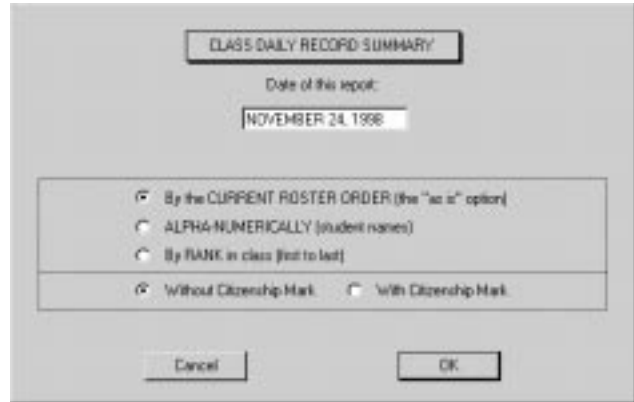 CLASS DAILY RECORD SUMMARY
Date of this report:
NOVEMBER 24, 1998
By the CURRENT ROSTER ORDER (the "as is" option)
ALPHA-NUMERICALLY (student names)
By RANK in class (first to last)
Without Citizenship Mark With Citizenship Mark
Cancel OK